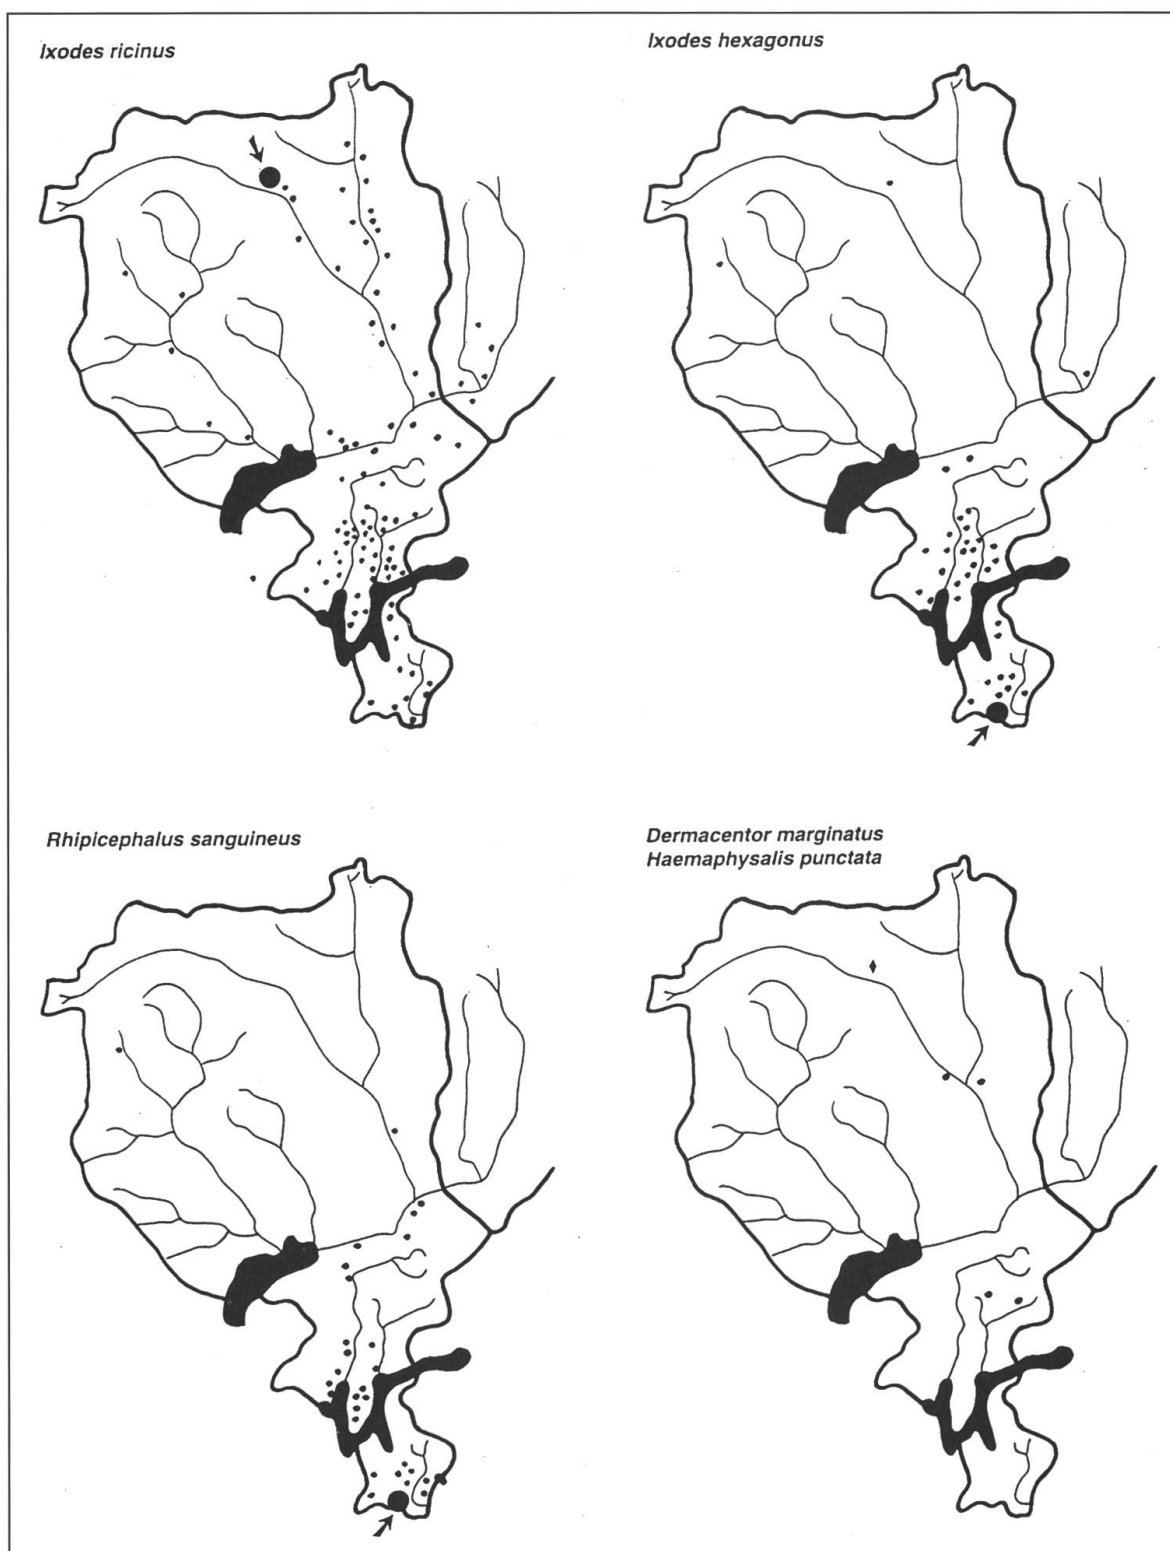 Ixodes ricinus
Ixodes hexagonus
Rhipicephalus sanguineus
Dermacentor marginatus
Haemaphysalis punctata